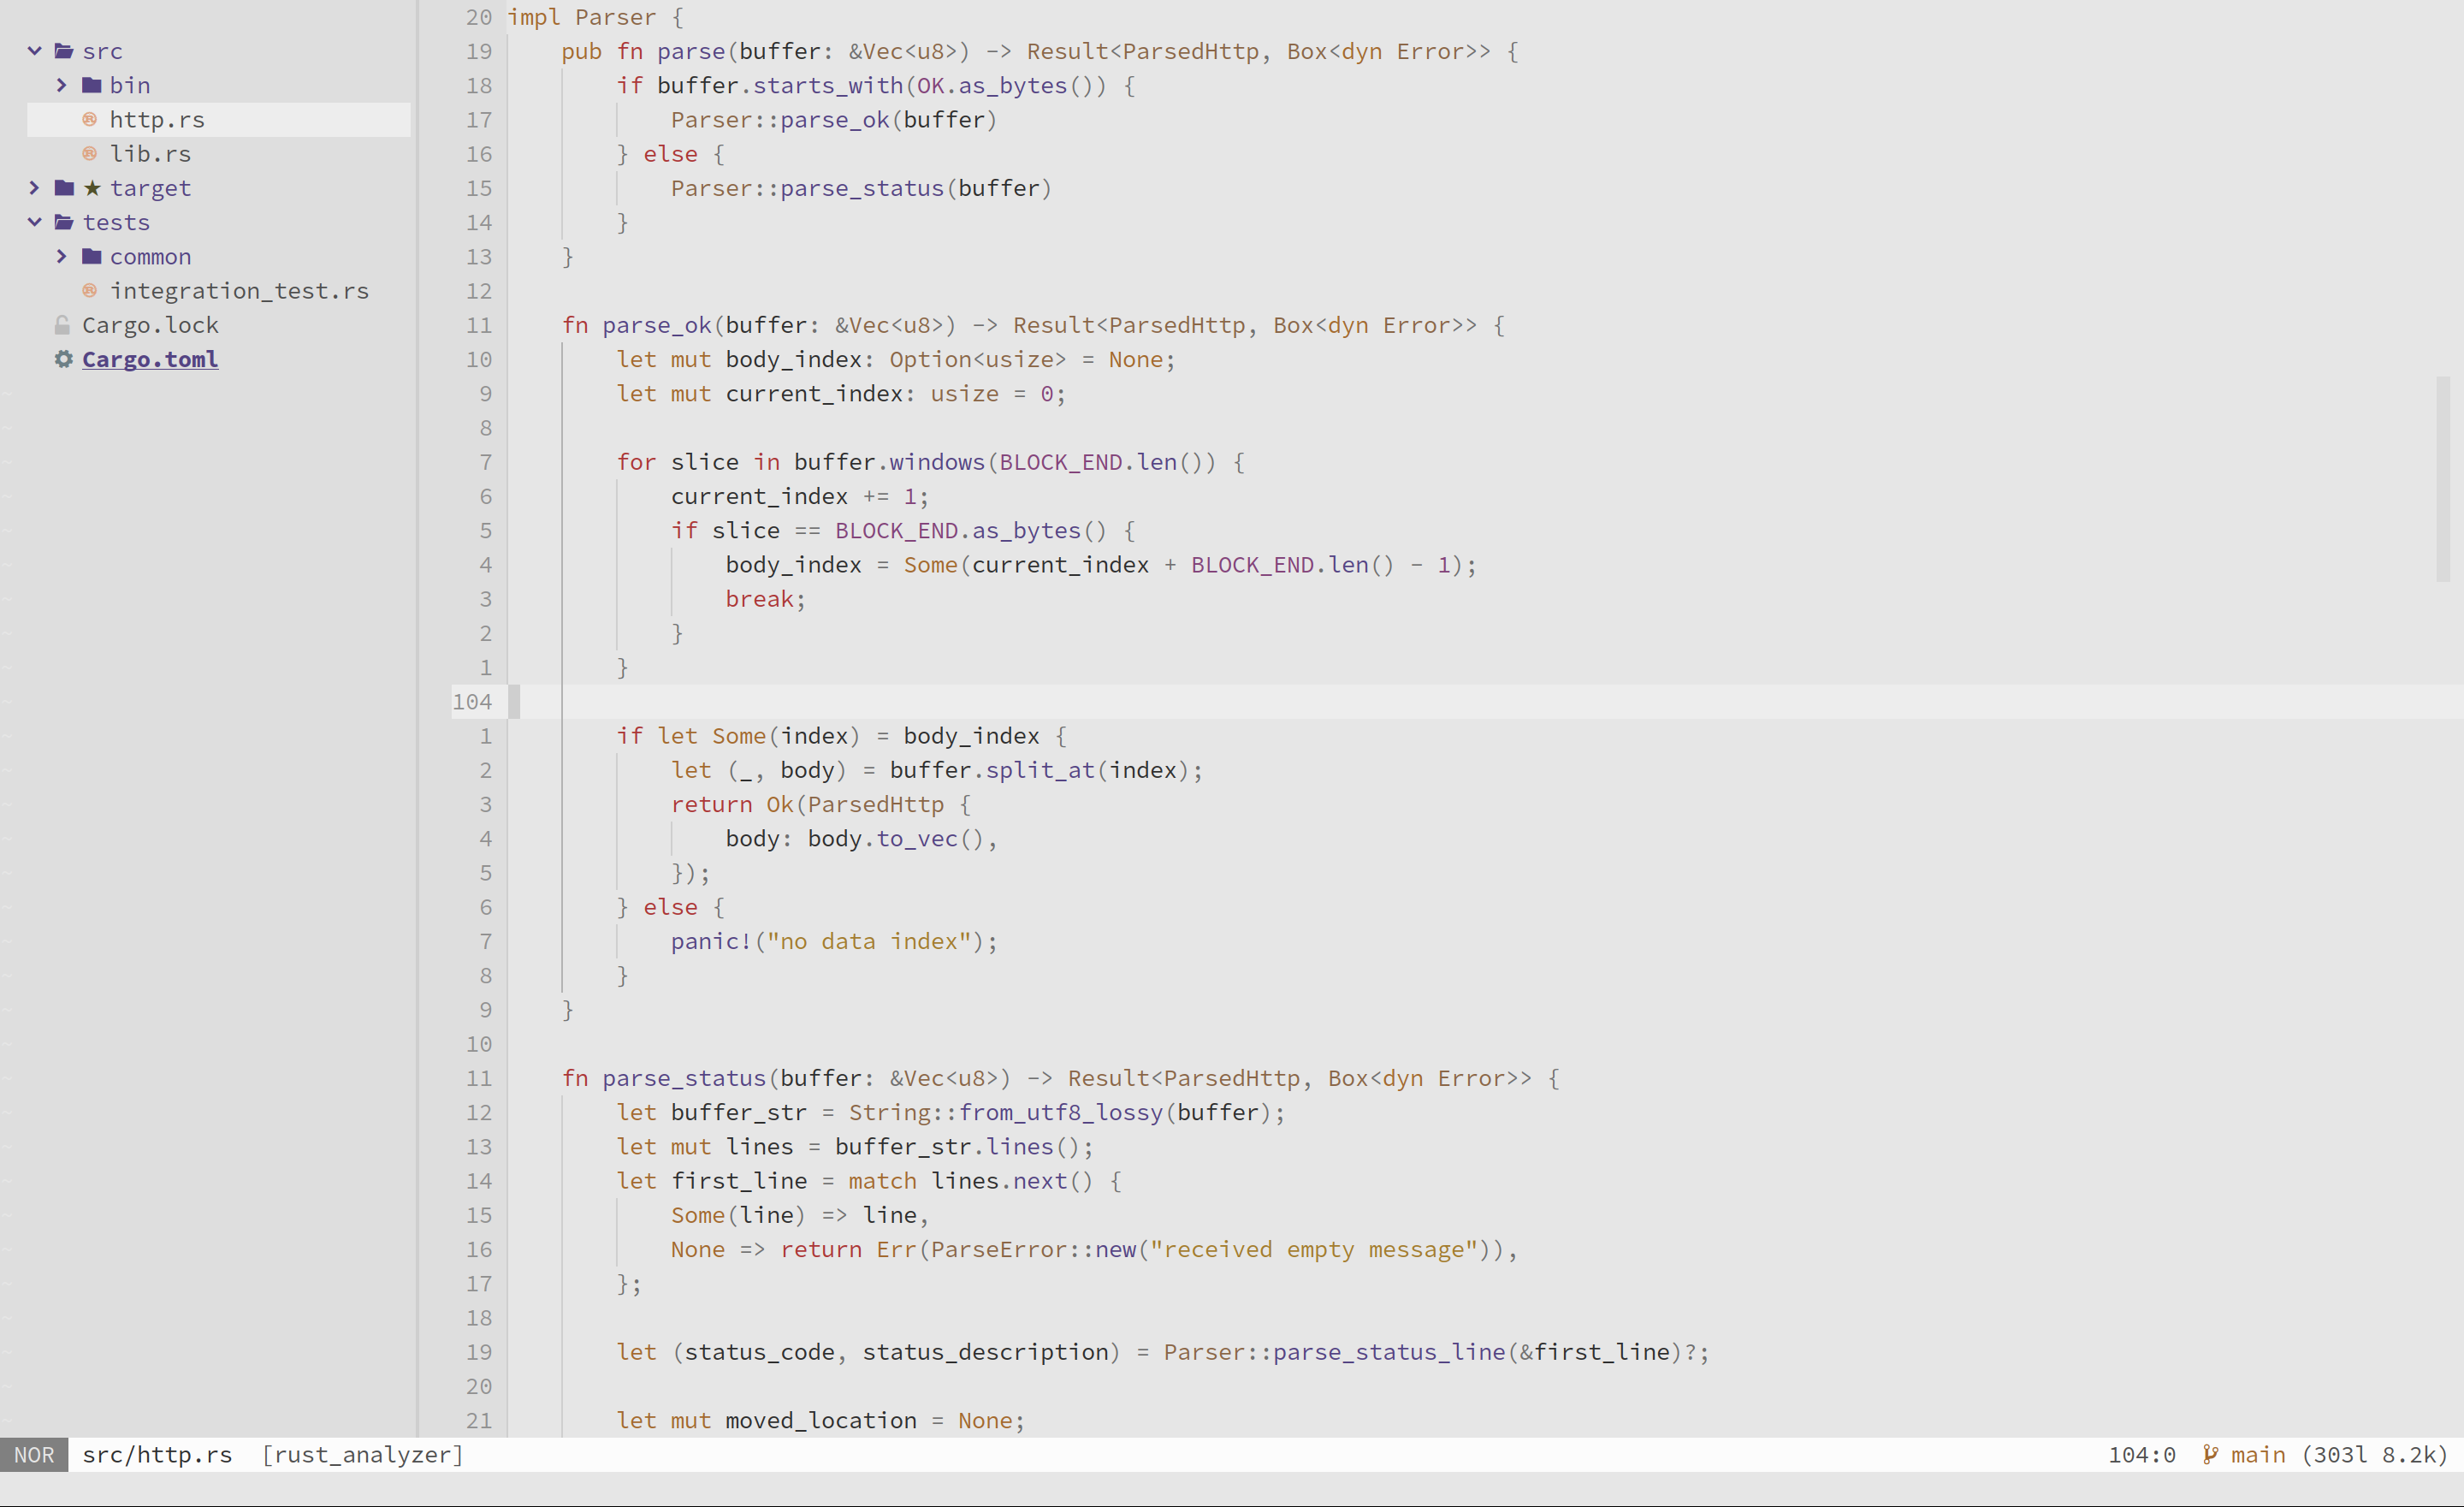 src
bin
http.rs
lib.rs
★ target
tests
common
integration_test.rs
Cargo.lock
Cargo.toml
20 impl Parser {
19     pub fn parse(buffer: &Vec<u8>) -> Result<ParsedHttp, Box<dyn Error>> {
18         if buffer.starts_with(OK.as_bytes()) {
17             Parser::parse_ok(buffer)
16         } else {
15             Parser::parse_status(buffer)
14         }
13     }
12
11     fn parse_ok(buffer: &Vec<u8>) -> Result<ParsedHttp, Box<dyn Error>> {
10         let mut body_index: Option<usize> = None;
9         let mut current_index: usize = 0;
8
7         for slice in buffer.windows(BLOCK_END.len()) {
6             current_index += 1;
5             if slice == BLOCK_END.as_bytes() {
4                 body_index = Some(current_index + BLOCK_END.len() - 1);
3                 break;
2             }
1         }
104
1         if let Some(index) = body_index {
2             let (_, body) = buffer.split_at(index);
3             return Ok(ParsedHttp {
4                 body: body.to_vec(),
5             });
6         } else {
7             panic!("no data index");
8         }
9     }
10
11     fn parse_status(buffer: &Vec<u8>) -> Result<ParsedHttp, Box<dyn Error>> {
12         let buffer_str = String::from_utf8_lossy(buffer);
13         let mut lines = buffer_str.lines();
14         let first_line = match lines.next() {
15             Some(line) => line,
16             None => return Err(ParseError::new("received empty message")),
17         };
18
19         let (status_code, status_description) = Parser::parse_status_line(&first_line)?;
20
21         let mut moved_location = None;
NOR src/http.rs [rust_analyzer] 104:0 main (303l 8.2k)